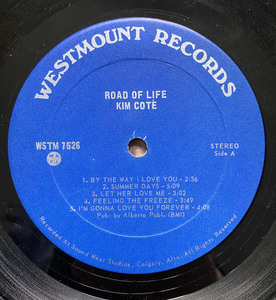 WESTMOUNT RECORDS
ROAD OF LIFE
KIM COTÉ
WSTM 7526
STEREO
Side A
1. BY THE WAY I LOVE YOU - 2:36
2. SUMMER DAYS - 5:09
3. LET HER LOVE ME - 3:02
4. FEELING THE FREEZE - 3:49
5. I'M GONNA LOVE YOU FOREVER - 4:08
Pub: by Alberta Publ. (BMI)
Recorded At Sound West Studios, Calgary, Alta. All Rights Reserved